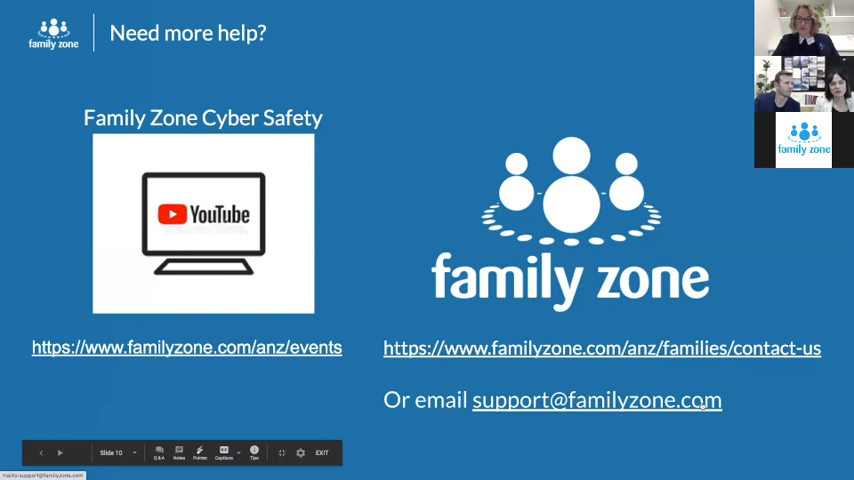 family zone
Need more help?
Family Zone Cyber Safety
YouTube
https://www.familyzone.com/anz/events
family zone
https://www.familyzone.com/anz/families/contact-us
Or email support@familyzone.com
family zone
Slide 10
Q&A
Notes
Pointer
Captions
Tips
EXIT
mailto:support@familyzone.com